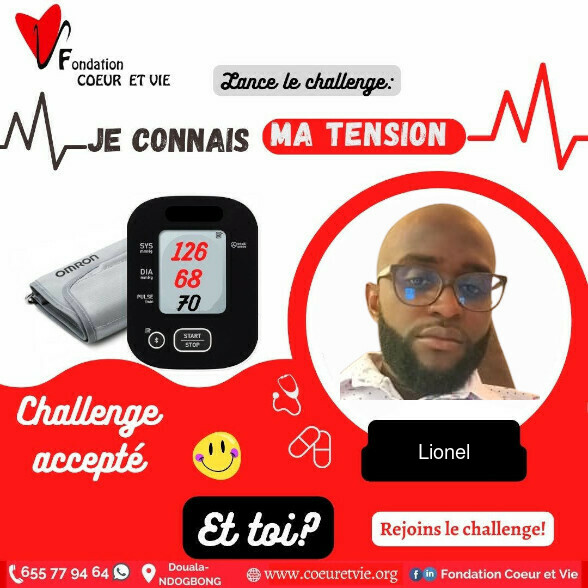 Fondation
COEUR ET VIE
Lance le challenge:
JE CONNAIS MA TENSION
OMRON
SYS
mmHg
126
DIA
mmHg
68
PULSE
70
START
STOP
Challenge
accepté
Lionel
Et toi?
Rejoins le challenge!
655 77 94 64
Douala-
NDOGBONG
www.coeuretvie.org
Fondation Coeur et Vie